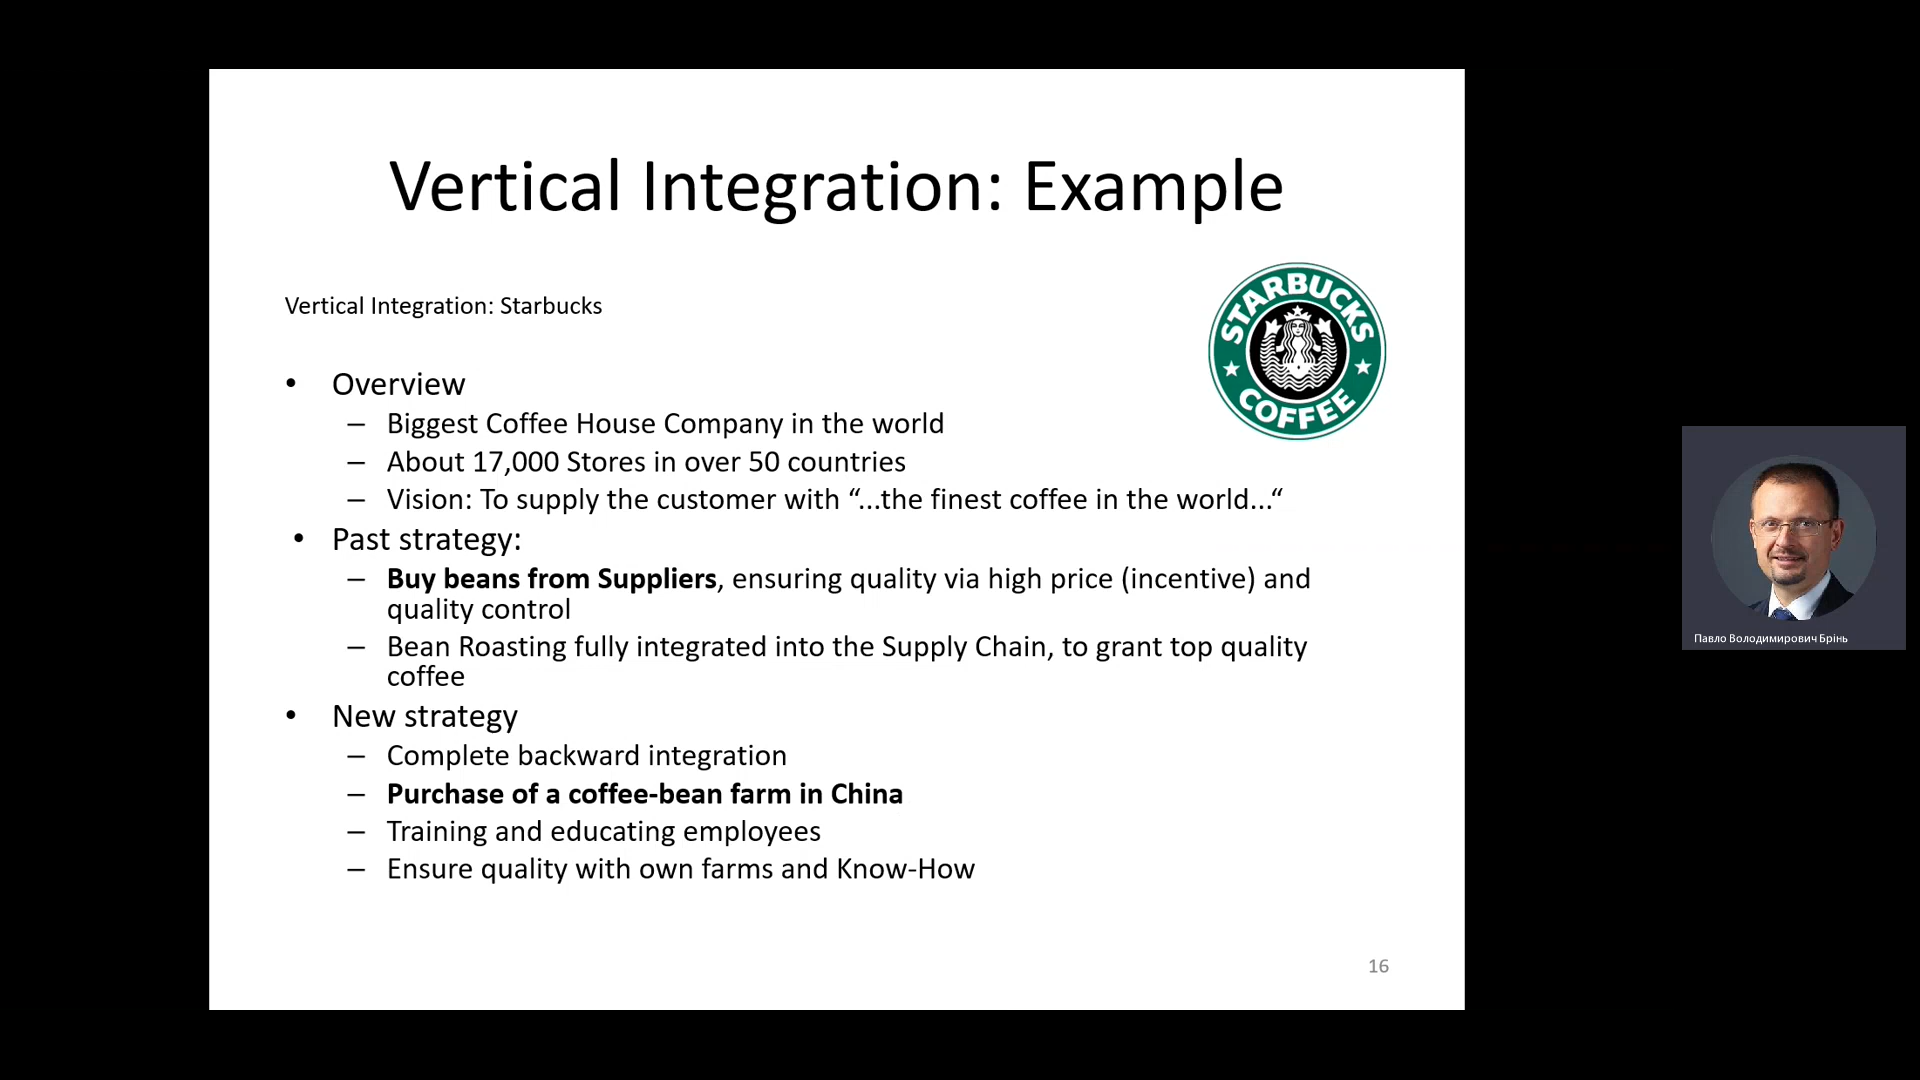 Vertical Integration: Example
Vertical Integration: Starbucks
STARBUCKS
COFFEE
• Overview
– Biggest Coffee House Company in the world
– About 17,000 Stores in over 50 countries
– Vision: To supply the customer with “...the finest coffee in the world...“
• Past strategy:
– Buy beans from Suppliers, ensuring quality via high price (incentive) and
quality control
– Bean Roasting fully integrated into the Supply Chain, to grant top quality
coffee
• New strategy
– Complete backward integration
– Purchase of a coffee-bean farm in China
– Training and educating employees
– Ensure quality with own farms and Know-How
16
Павло Володимирович Брінь